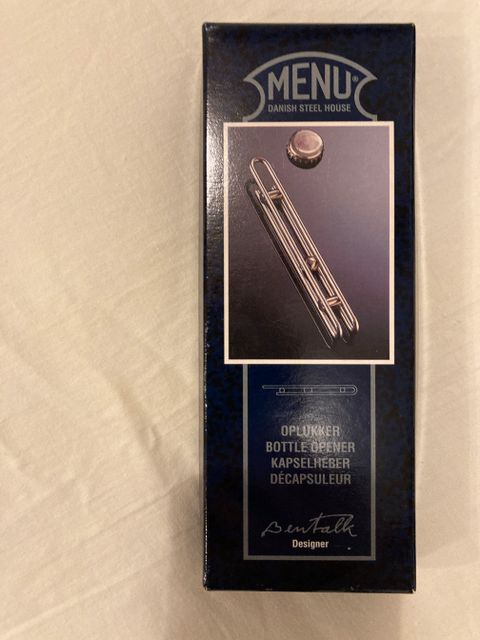 MENU®
DANISH STEEL HOUSE
OPLUKKER
BOTTLE OPENER
KAPSELHEBER
DÉCAPSULEUR
Designer